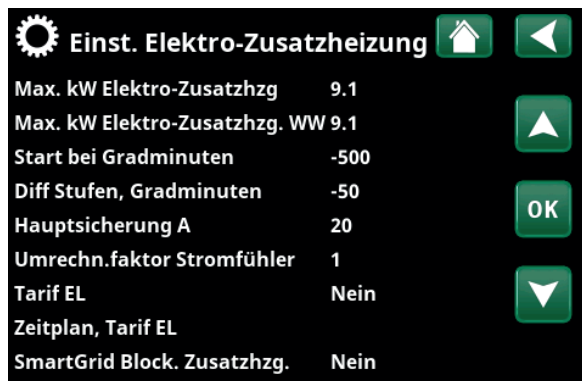 Einst. Elektro-Zusatzheizung
Max. kW Elektro-Zusatzhzg 9.1
Max. kW Elektro-Zusatzhzg. WW 9.1
Start bei Gradminuten -500
Diff Stufen, Gradminuten -50
OK
Hauptsicherung A 20
Umrechn.faktor Stromfühler 1
Tarif EL Nein
Zeitplan, Tarif EL
SmartGrid Block. Zusatzhzg. Nein